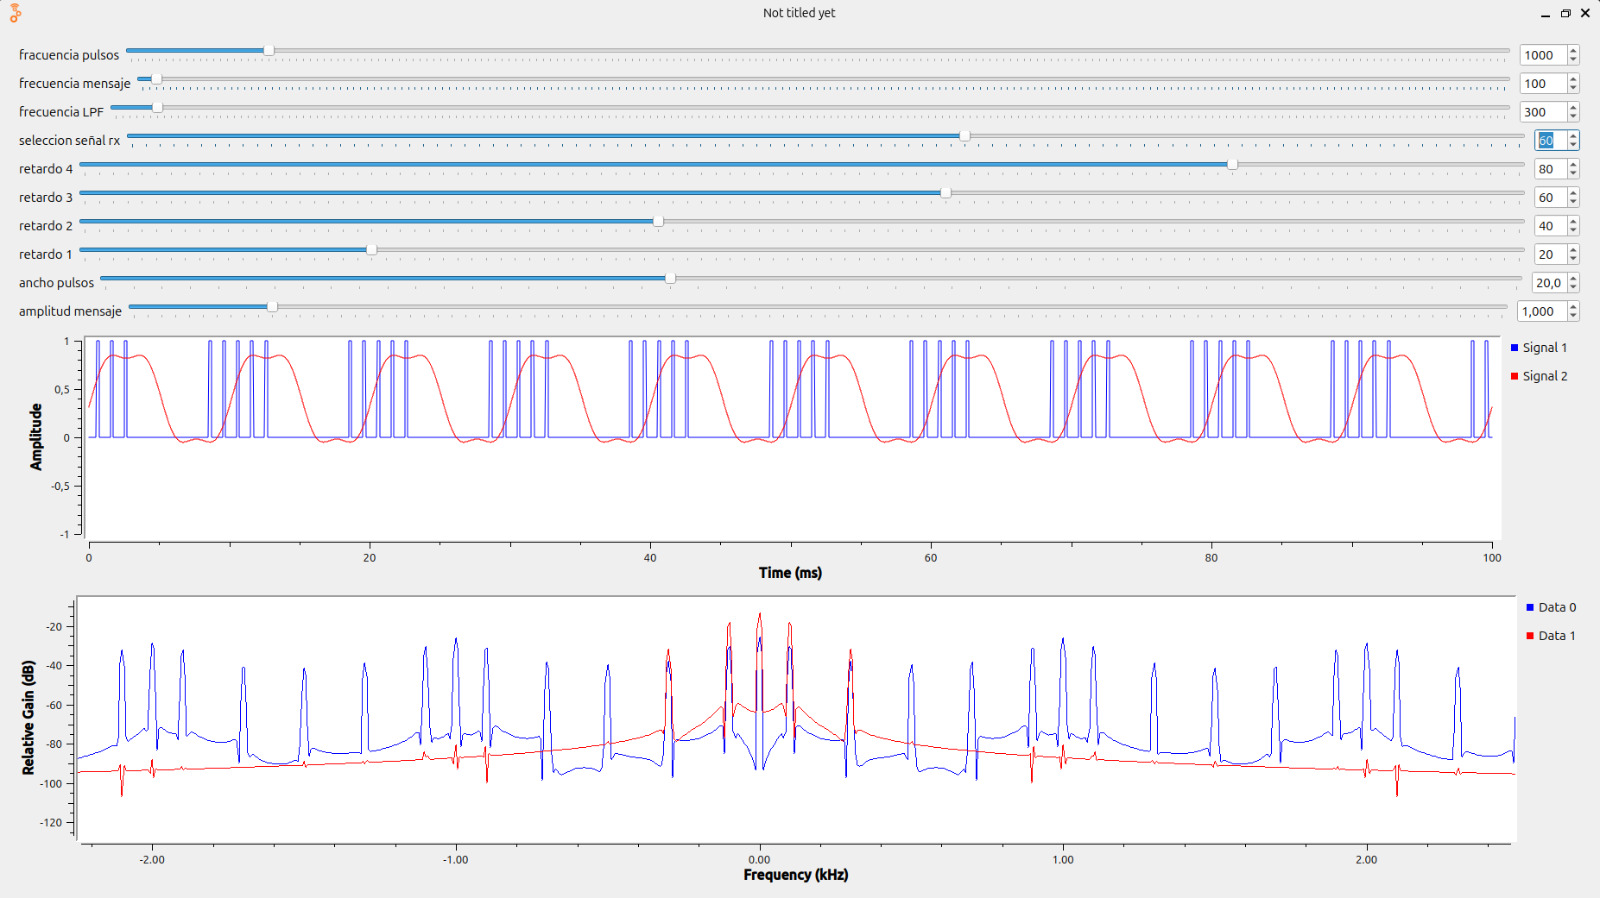 Not titled yet
fracuencia pulsos 1000
frecuencia mensaje 100
frecuencia LPF 300
seleccion señal rx 60
retardo 4 80
retardo 3 60
retardo 2 40
retardo 1 20
ancho pulsos 20,0
amplitud mensaje 1,000
1
0,5
0
-0,5
-1
Amplitude
0 20 40 60 80 100
Time (ms)
Signal 1
Signal 2
-20
-40
-60
-80
-100
-120
Relative Gain (dB)
-2.00 -1.00 0.00 1.00 2.00
Frequency (kHz)
Data 0
Data 1